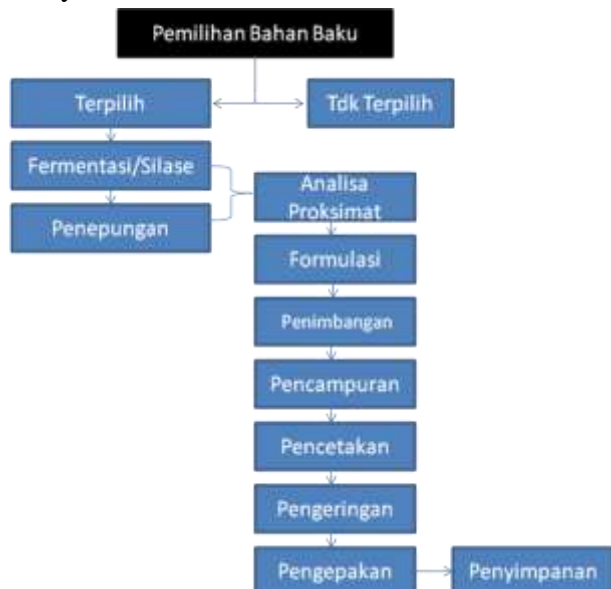 Pemilihan Bahan Baku
Terpilih
Tdk Terpilih
Fermentasi/Silase
Penepungan
Analisa
Proksimat
Formulasi
Penimbangan
Pencampuran
Pencetakan
Pengeringan
Pengepakan
Penyimpanan